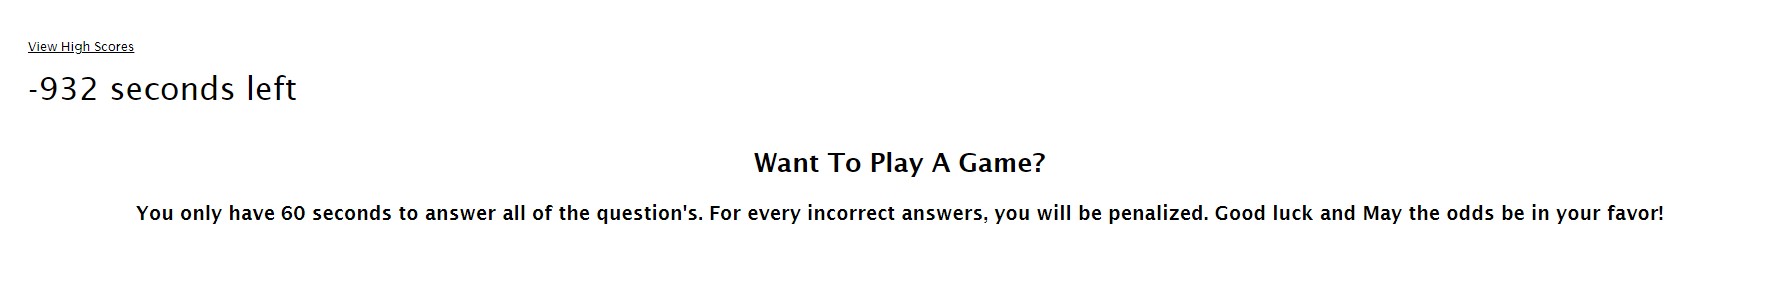 View High Scores
-932 seconds left
Want To Play A Game?
You only have 60 seconds to answer all of the question's. For every incorrect answers, you will be penalized. Good luck and May the odds be in your favor!